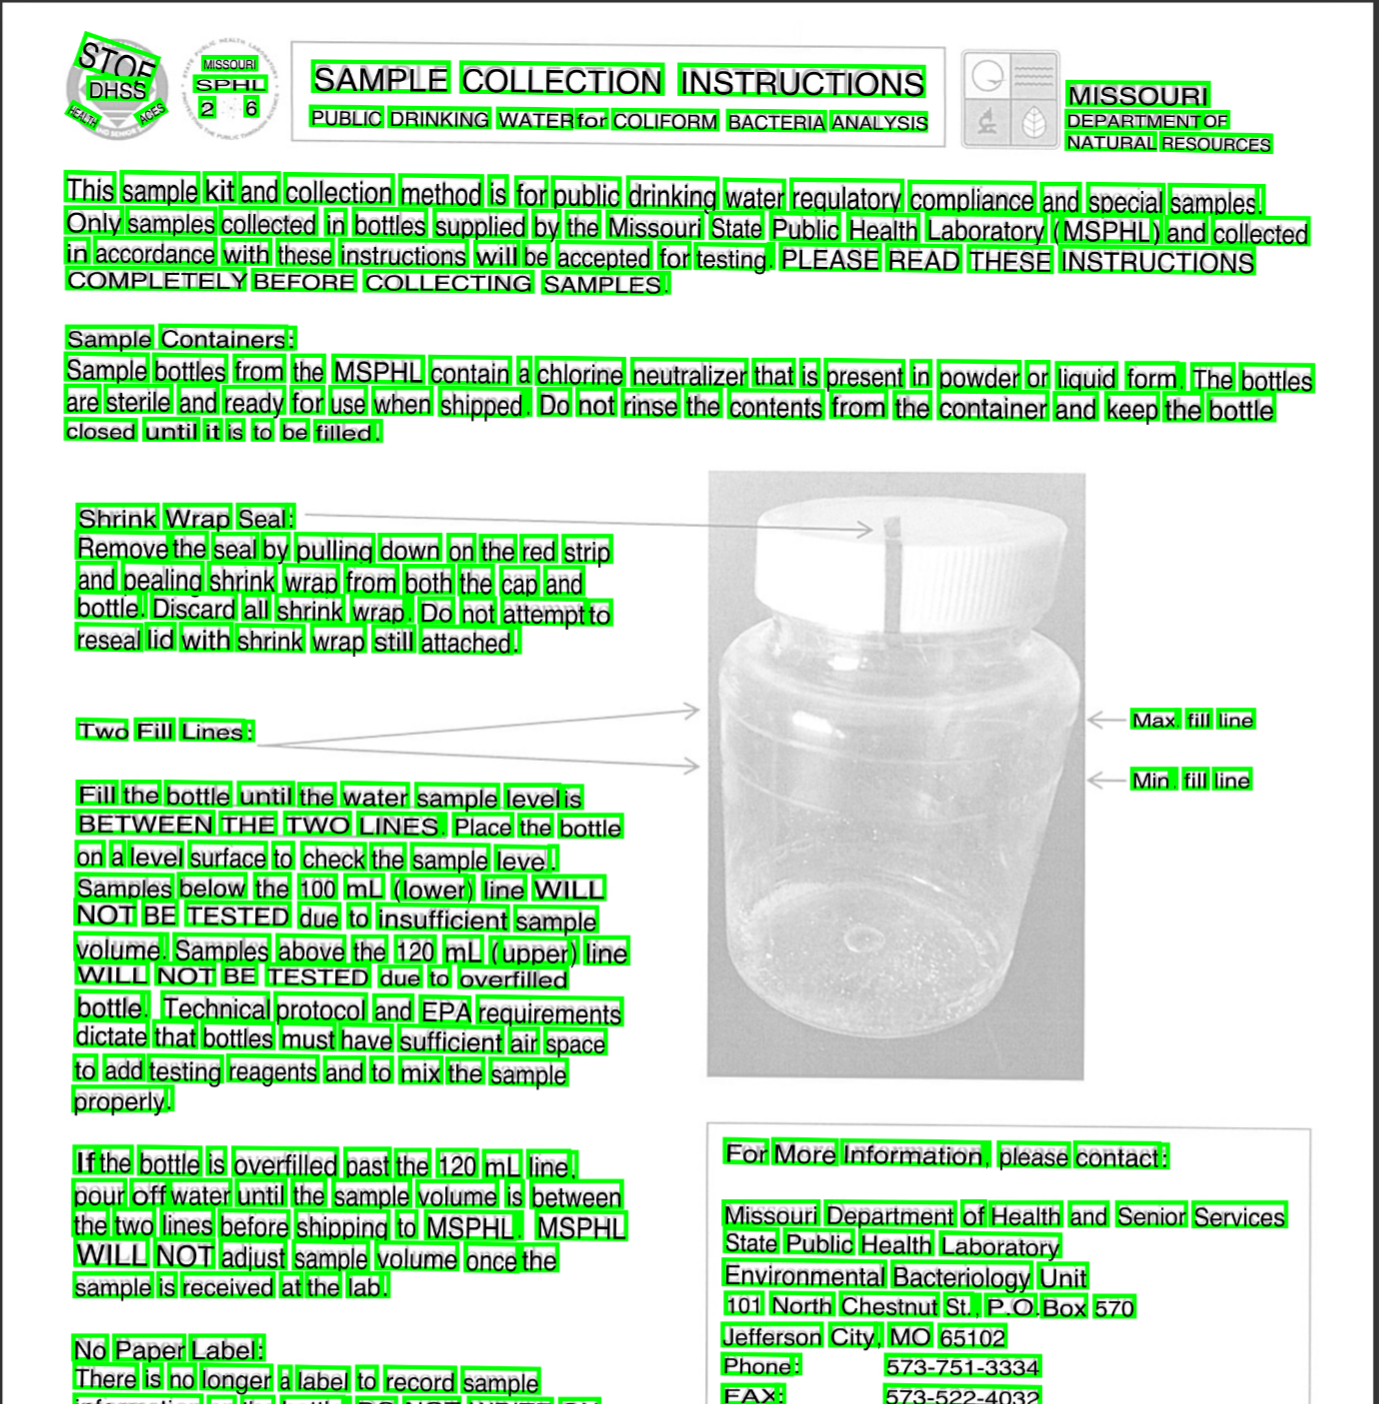 STOF
DHSS
HEALTH
ACES
MISSOURI
SPHL
2 6
SAMPLE COLLECTION INSTRUCTIONS
PUBLIC DRINKING WATER for COLIFORM BACTERIA ANALYSIS
MISSOURI
DEPARTMENT OF
NATURAL RESOURCES
This sample kit and collection method is for public drinking water regulatory compliance and special samples.
Only samples collected in bottles supplied by the Missouri State Public Health Laboratory (MSPHL) and collected
in accordance with these instructions will be accepted for testing. PLEASE READ THESE INSTRUCTIONS
COMPLETELY BEFORE COLLECTING SAMPLES.
Sample Containers:
Sample bottles from the MSPHL contain a chlorine neutralizer that is present in powder or liquid form. The bottles
are sterile and ready for use when shipped. Do not rinse the contents from the container and keep the bottle
closed until it is to be filled.
Shrink Wrap Seal:
Remove the seal by pulling down on the red strip
and pealing shrink wrap from both the cap and
bottle. Discard all shrink wrap. Do not attempt to
reseal lid with shrink wrap still attached.
Two Fill Lines:
Max. fill line
Min. fill line
Fill the bottle until the water sample level is
BETWEEN THE TWO LINES. Place the bottle
on a level surface to check the sample leve.
Samples below the 100 mL (lower) line WILL
NOT BE TESTED due to insufficient sample
volume. Samples above the 120 mL (upper) line
WILL NOT BE TESTED due to overfilled
bottle. Technical protocol and EPA requirements
dictate that bottles must have sufficient air space
to add testing reagents and to mix the sample
properly.
If the bottle is overfilled past the 120 mL line,
pour off water until the sample volume is between
the two lines before shipping to MSPHL. MSPHL
WILL NOT adjust sample volume once the
sample is received at the lab.
No Paper Label:
There is no longer a label to record sample
For More Information, please contact:
Missouri Department of Health and Senior Services
State Public Health Laboratory
Environmental Bacteriology Unit
101 North Chestnut St., P.O. Box 570
Jefferson City, MO 65102
Phone: 573-751-3334
FAX: 573-522-4032